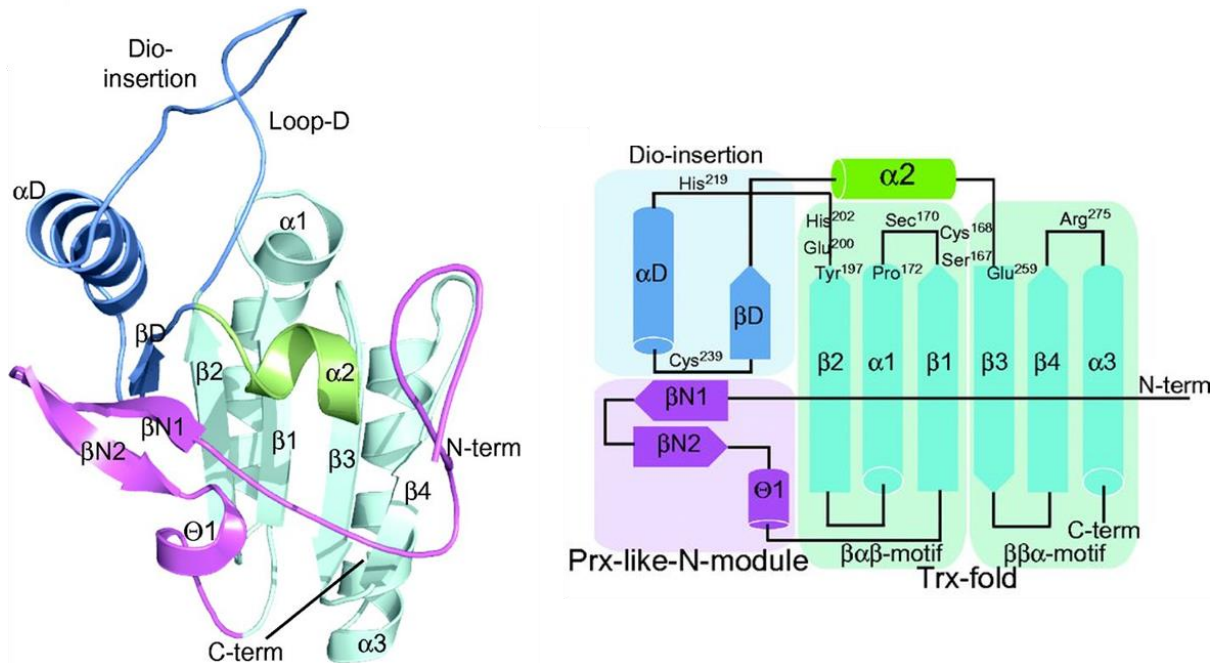 Dio-
insertion
Loop-D
αD
α1
βD
β2
α2
βN1
βN2
β1
β3
N-term
β4
Θ1
C-term
α3
Dio-insertion
α2
His²¹⁹
His²⁰²
Sec¹⁷⁰
Cys¹⁶⁸
Arg²⁷⁵
Glu²⁰⁰
Ser¹⁶⁷
Tyr¹⁹⁷
Pro¹⁷²
Glu²⁵⁹
αD
βD
β2
α1
β1
β3
β4
α3
Cys²³⁹
N-term
βN1
βN2
Θ1
C-term
βαβ-motif
ββα-motif
Prx-like-N-module
Trx-fold